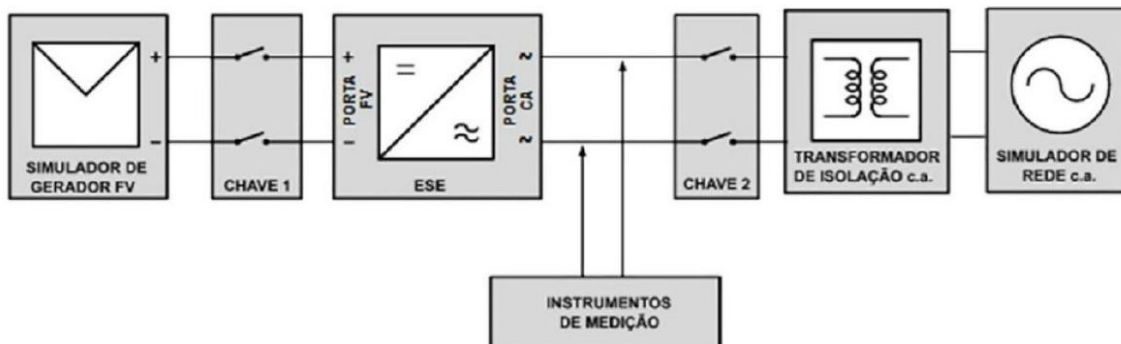 +
−
SIMULADOR DE
GERADOR FV
CHAVE 1
+
−
PORTA
FV
=
≈
PORTA
CA
~
~
ESE
CHAVE 2
TRANSFORMADOR
DE ISOLAÇÃO c.a.
SIMULADOR DE
REDE c.a.
INSTRUMENTOS
DE MEDIÇÃO